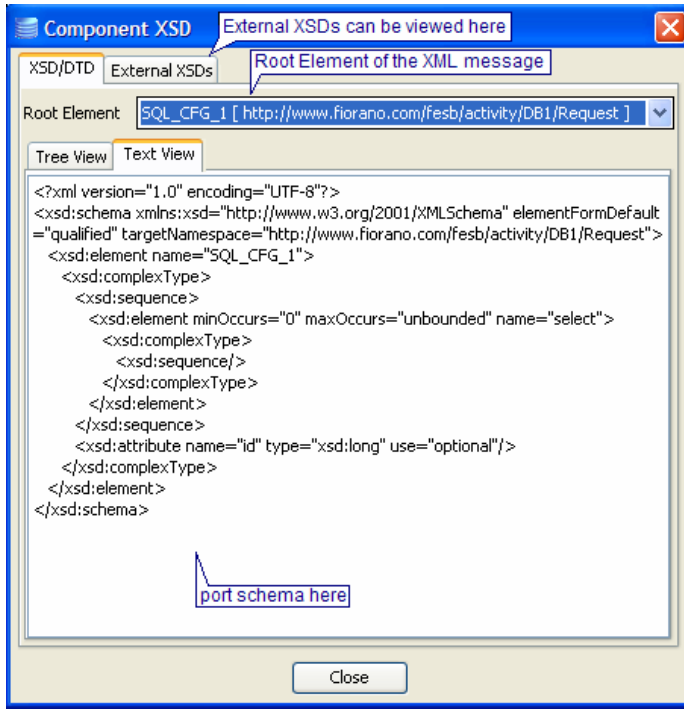 Component XSD
External XSDs can be viewed here
XSD/DTD
External XSDs
Root Element of the XML message
Root Element
SQL_CFG_1 [ http://www.fiorano.com/fesb/activity/DB1/Request ]
Tree View
Text View
<?xml version="1.0" encoding="UTF-8"?>
<xsd:schema xmlns:xsd="http://www.w3.org/2001/XMLSchema" elementFormDefault
="qualified" targetNamespace="http://www.fiorano.com/fesb/activity/DB1/Request">
<xsd:element name="SQL_CFG_1">
<xsd:complexType>
<xsd:sequence>
<xsd:element minOccurs="0" maxOccurs="unbounded" name="select">
<xsd:complexType>
<xsd:sequence/>
</xsd:complexType>
</xsd:element>
</xsd:sequence>
<xsd:attribute name="id" type="xsd:long" use="optional"/>
</xsd:complexType>
</xsd:element>
</xsd:schema>
port schema here
Close